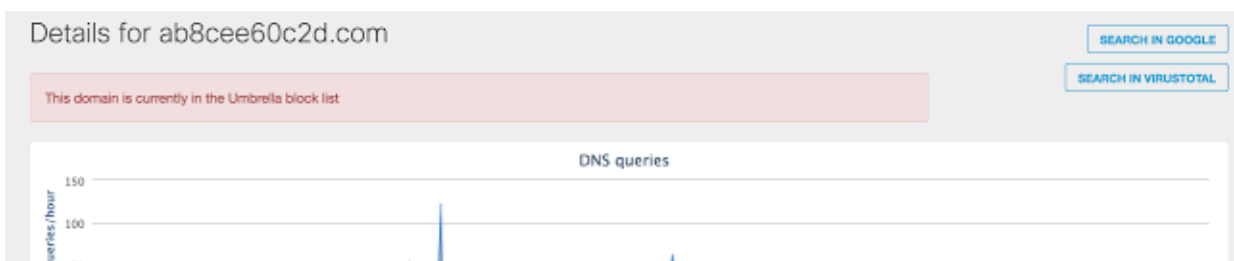 Details for ab8cee60c2d.com
SEARCH IN GOOGLE
SEARCH IN VIRUSTOTAL
This domain is currently in the Umbrella block list
DNS queries
150
100